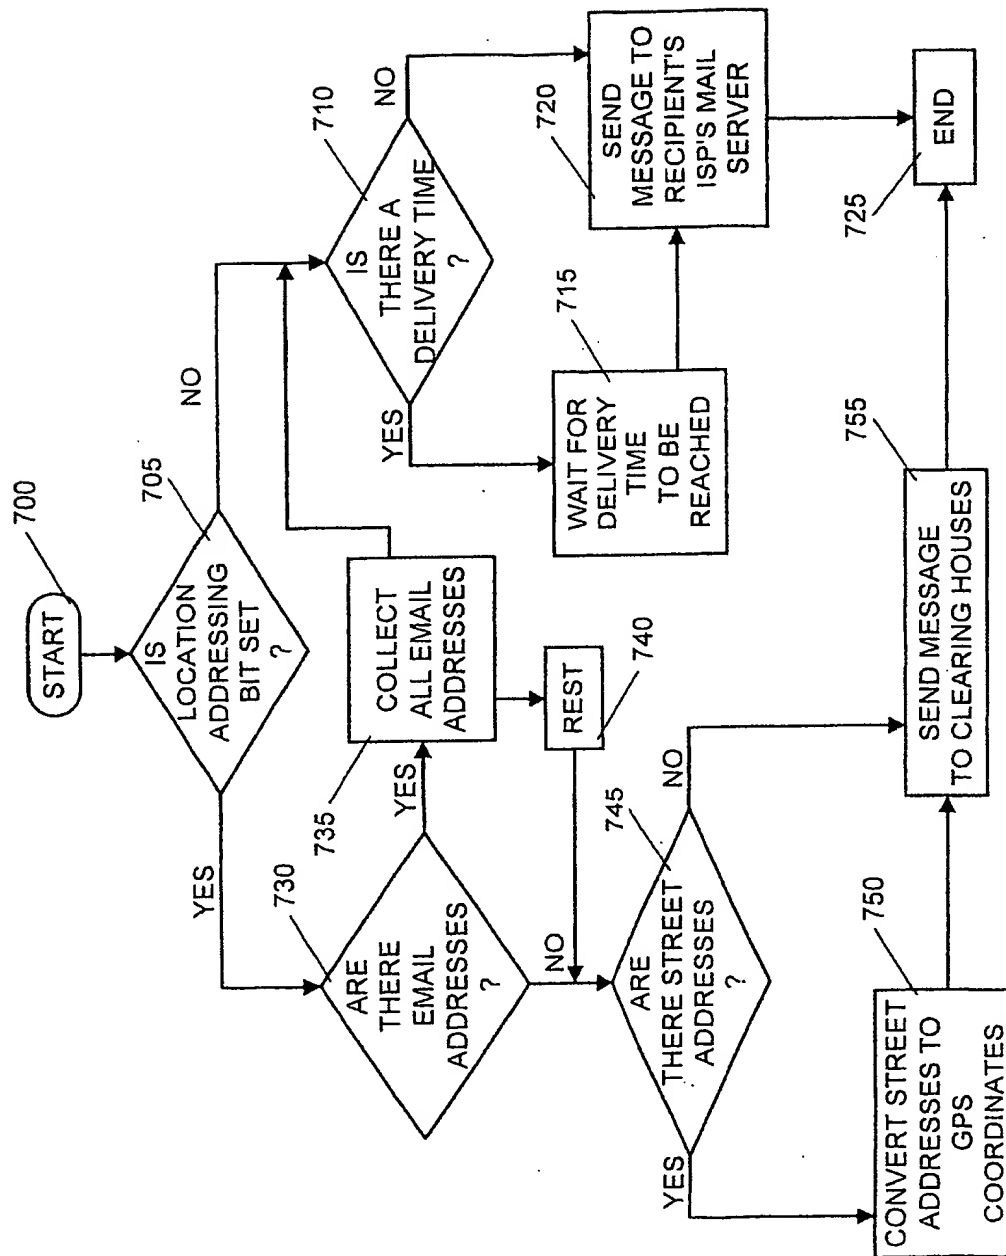 START
700
IS
LOCATION
ADDRESSING
BIT SET
?
705
YES
NO
ARE
THERE
EMAIL
ADDRESSES
?
730
YES
NO
COLLECT
ALL EMAIL
ADDRESSES
735
REST
740
IS
THERE A
DELIVERY TIME
?
710
YES
NO
WAIT FOR
DELIVERY
TIME
TO BE
REACHED
715
SEND
MESSAGE TO
RECIPIENT'S
ISP'S MAIL
SERVER
720
ARE
THERE STREET
ADDRESSES
?
745
YES
NO
CONVERT STREET
ADDRESSES TO
GPS
COORDINATES
750
SEND MESSAGE
TO CLEARING HOUSES
755
END
725